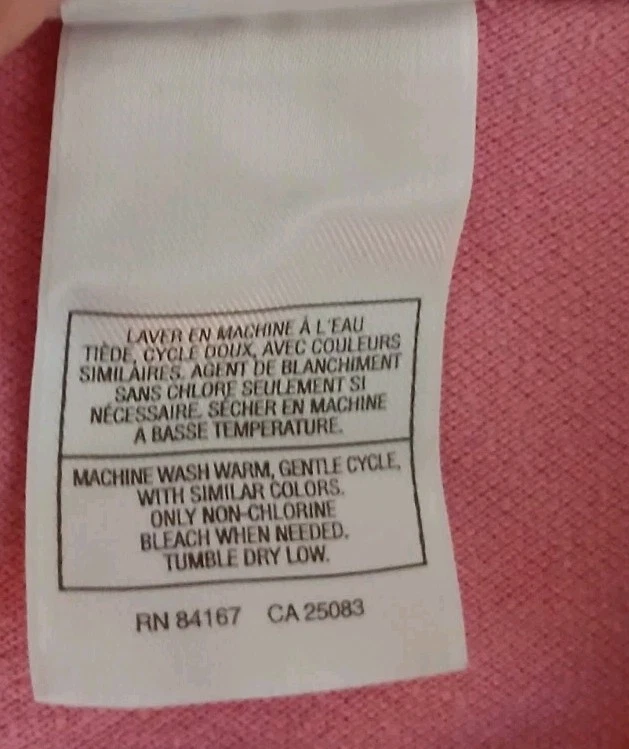 LAVER EN MACHINE À L'EAU
TIÈDE, CYCLE DOUX, AVEC COULEURS
SIMILAIRES. AGENT DE BLANCHIMENT
SANS CHLORE SEULEMENT SI
NÉCESSAIRE. SÉCHER EN MACHINE
À BASSE TEMPÉRATURE.
MACHINE WASH WARM, GENTLE CYCLE,
WITH SIMILAR COLORS.
ONLY NON-CHLORINE
BLEACH WHEN NEEDED.
TUMBLE DRY LOW.
RN 84167 CA 25083